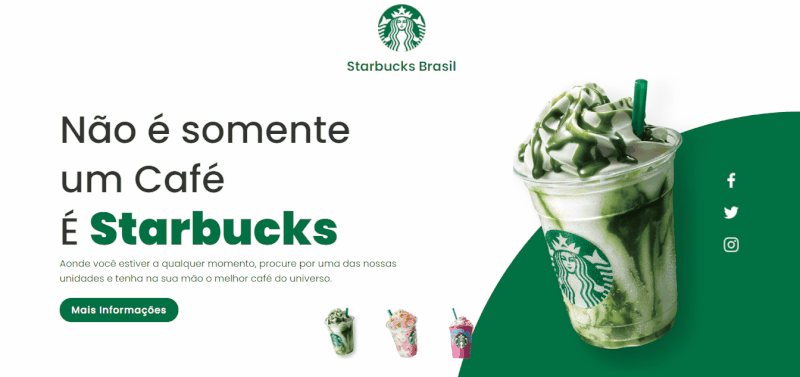 Starbucks Brasil
Não é somente
um Café
É Starbucks
Aonde você estiver a qualquer momento, procure por uma das nossas
unidades e tenha na sua mão o melhor café do universo.
Mais Informações